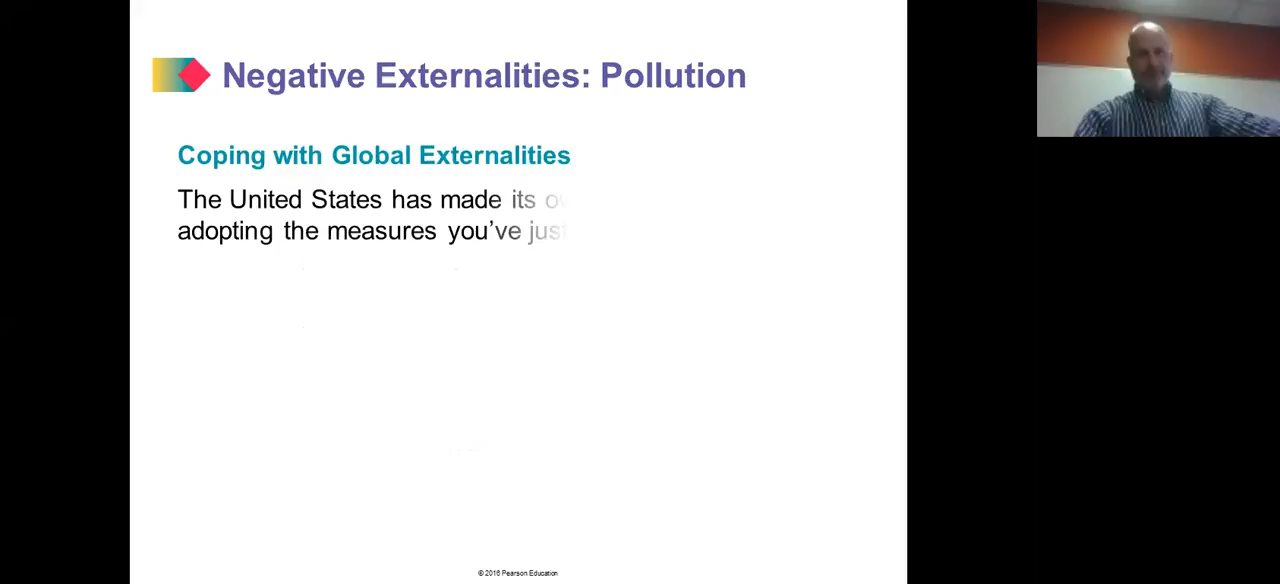 Negative Externalities: Pollution
Coping with Global Externalities
The United States has made its
adopting the measures you've just
© 2016 Pearson Education